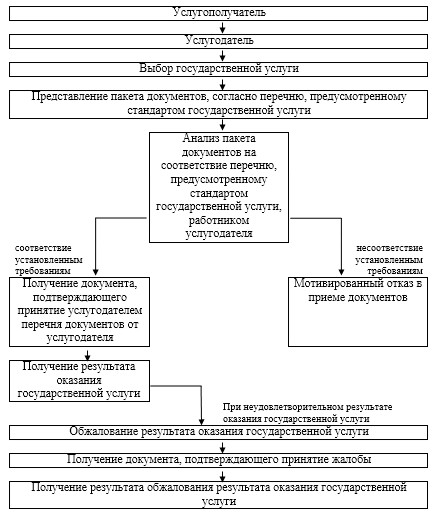 Услугополучатель
Услугодатель
Выбор государственной услуги
Представление пакета документов, согласно перечню, предусмотренному
стандартом государственной услуги
Анализ пакета
документов на
соответствие перечню,
предусмотренному
стандартом
государственной услуги,
работником
услугодателя
соответствие
установленным
требованиям
несоответствие
установленным
требованиям
Получение документа,
подтверждающего
принятие услугодателем
перечня документов от
услугодателя
Мотивированный отказ в
приеме документов
Получение результата
оказания
государственной услуги
При неудовлетворительном результате
оказания государственной услуги
Обжалование результата оказания государственной услуги
Получение документа, подтверждающего принятие жалобы
Получение результата обжалования результата оказания государственной
услуги